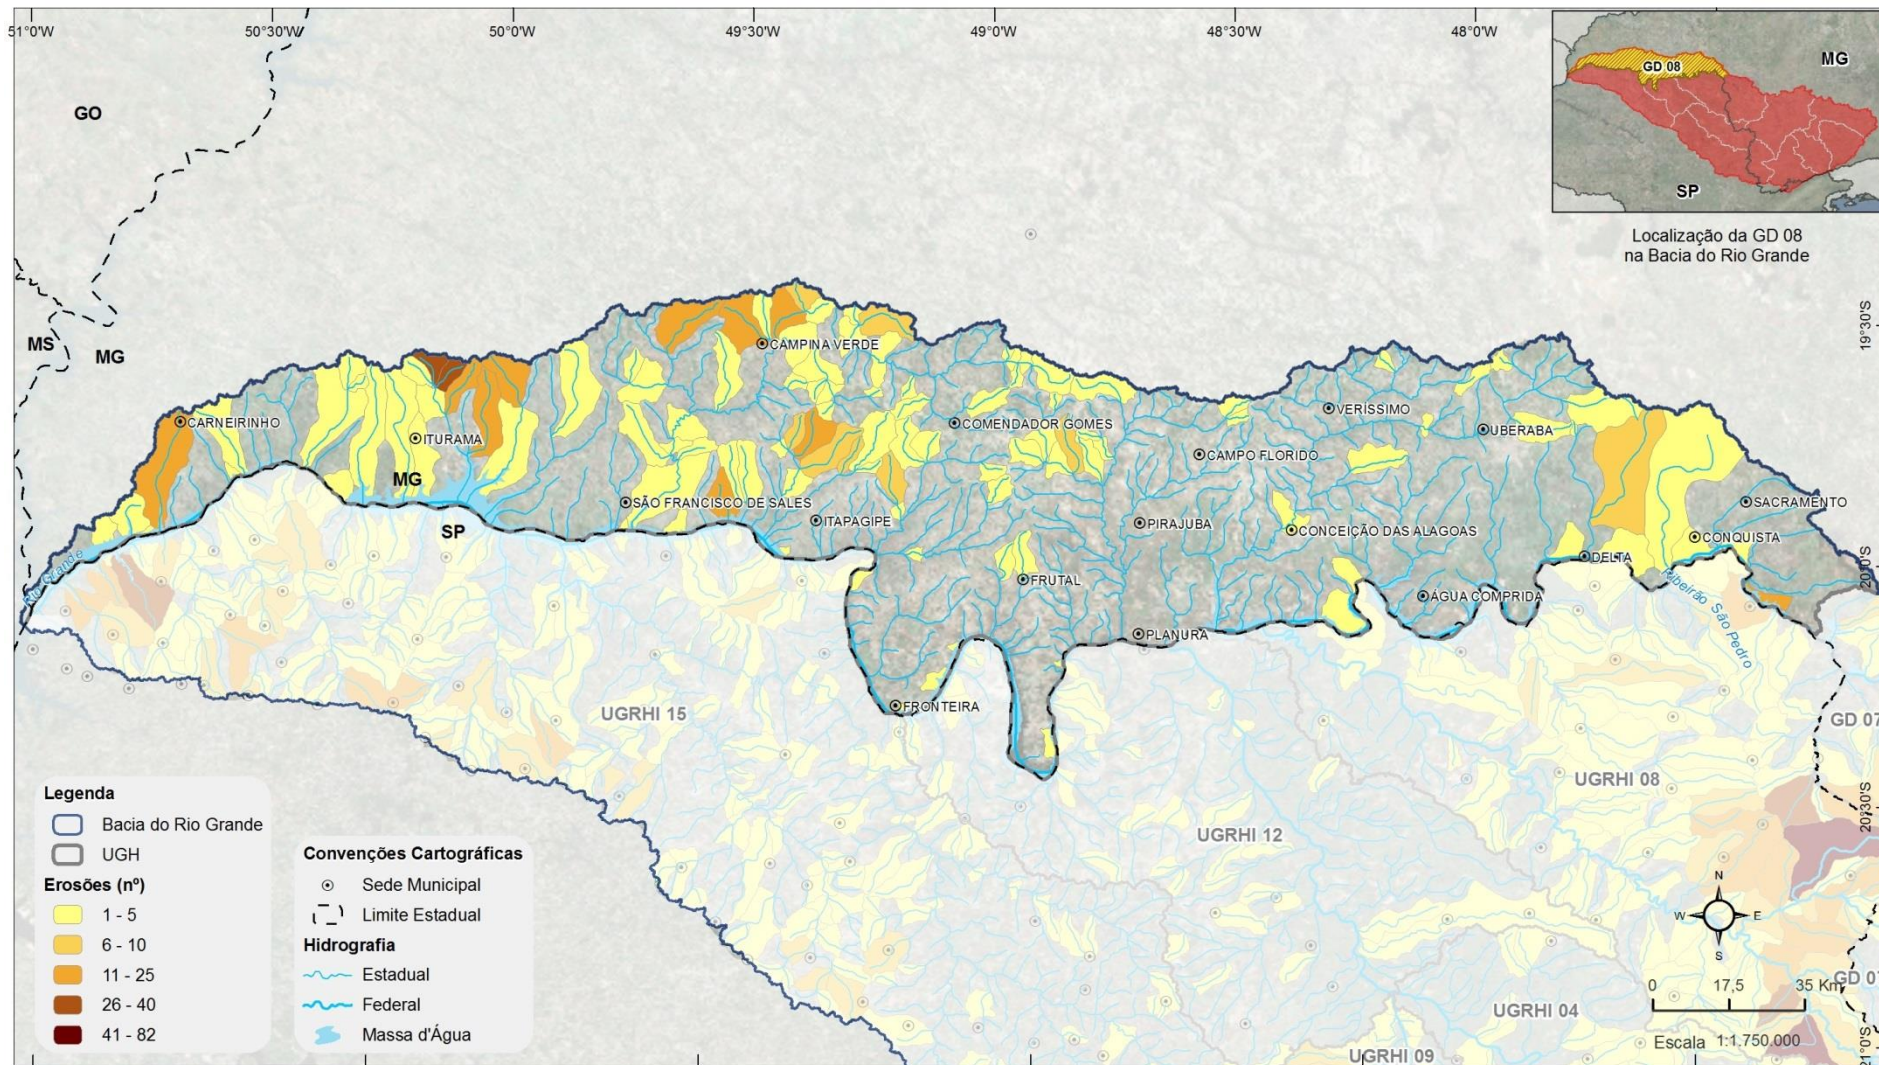 51°0'W
50°30'W
50°0'W
49°30'W
49°0'W
48°30'W
48°0'W
GO
MS
MG
GD 08
MG
SP
Localização da GD 08
na Bacia do Rio Grande
19°30'S
20°0'S
20°30'S
21°0'S
CAMPINA VERDE
CARNEIRINHO
ITURAMA
COMENDADOR GOMES
VERÍSSIMO
UBERABA
CAMPO FLORIDO
MG
SÃO FRANCISCO DE SALES
ITAPAGIPE
PIRAJUBA
CONCEIÇÃO DAS ALAGOAS
SACRAMENTO
CONQUISTA
SP
DELTA
FRUTAL
ÁGUA COMPRIDA
PLANURA
FRONTEIRA
Rio Grande
Ribeirão São Pedro
UGRHI 15
GD 07
UGRHI 08
UGRHI 12
GD 07
UGRHI 04
UGRHI 09
Legenda
Bacia do Rio Grande
UGH
Erosões (nº)
1 - 5
6 - 10
11 - 25
26 - 40
41 - 82
Convenções Cartográficas
Sede Municipal
Limite Estadual
Hidrografia
Estadual
Federal
Massa d'Água
N
W
E
S
0 17,5 35 Km
Escala 1:1.750.000